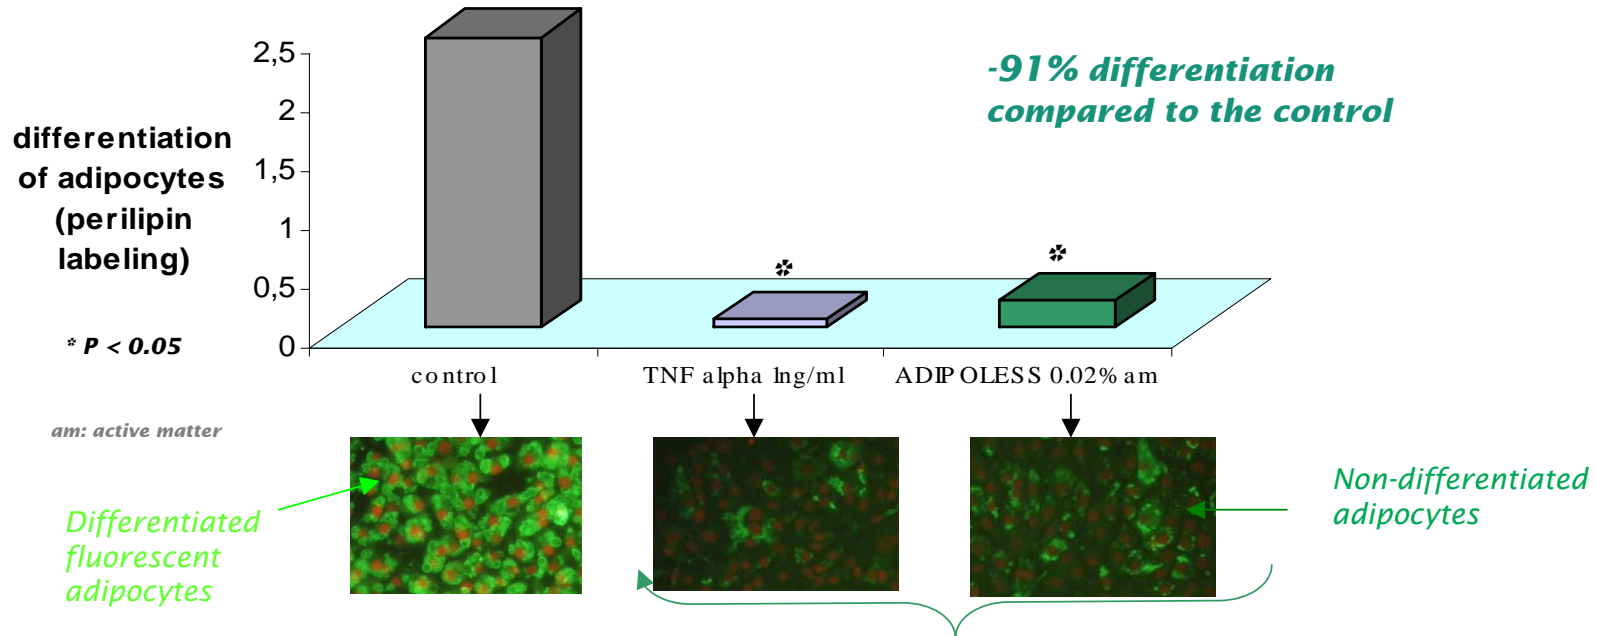 2,5
2
1,5
1
0,5
0
differentiation
of adipocytes
(perilipin
labeling)
-91% differentiation
compared to the control
*
*
* P < 0.05
control
TNF alpha 1ng/ml
ADIPOLESS 0.02% am
am: active matter
Differentiated
fluorescent
adipocytes
Non-differentiated
adipocytes